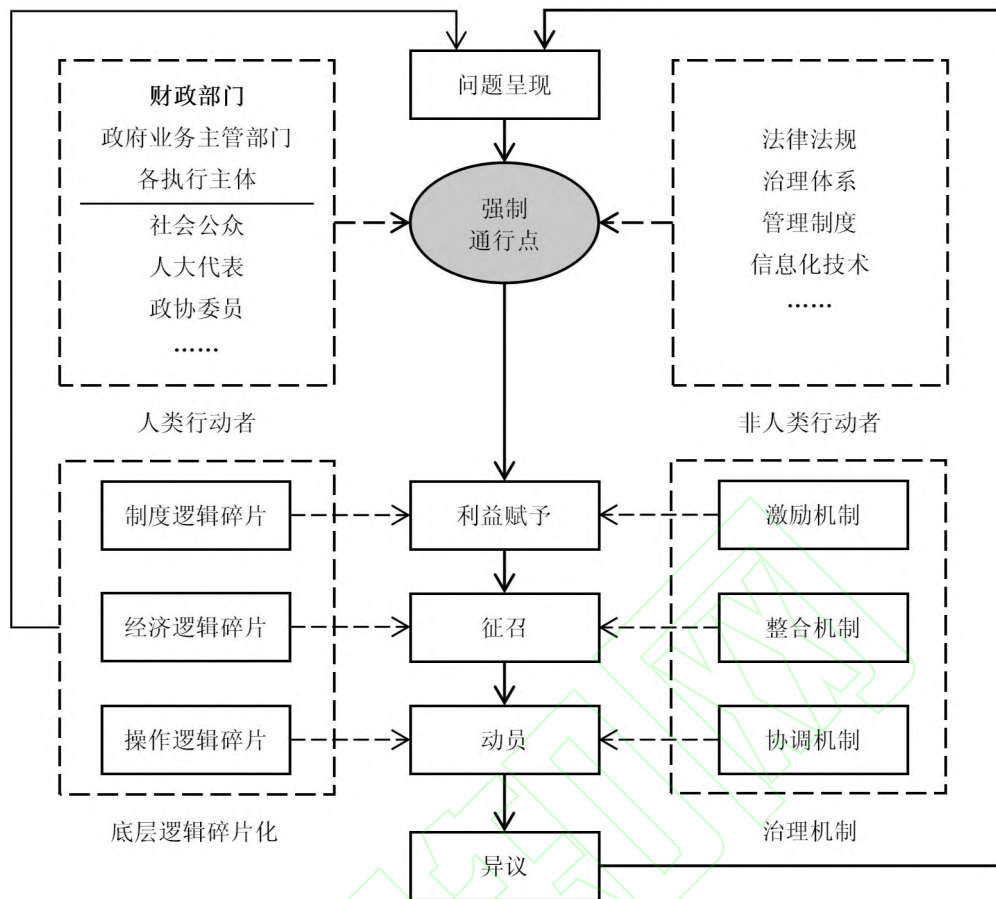 问题呈现
财政部门
政府业务主管部门
各执行主体
社会公众
人大代表
政协委员
……
人类行动者
强制
通行点
法律法规
治理体系
管理制度
信息化技术
……
非人类行动者
制度逻辑碎片
利益赋予
激励机制
经济逻辑碎片
征召
整合机制
操作逻辑碎片
动员
协调机制
底层逻辑碎片化
治理机制
异议